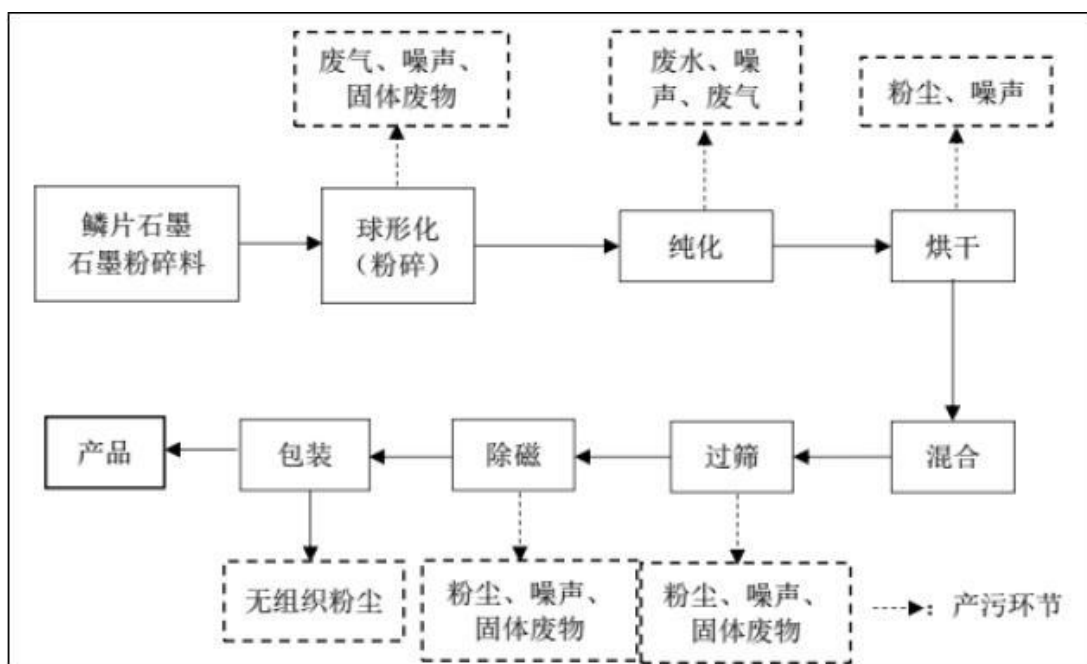 废气、噪声、
固体废物
废水、噪
声、废气
粉尘、噪声
鳞片石墨
石墨粉碎料
球形化
（粉碎）
纯化
烘干
产品
包装
除磁
过筛
混合
无组织粉尘
粉尘、噪声、
固体废物
粉尘、噪声、
固体废物
：产污环节